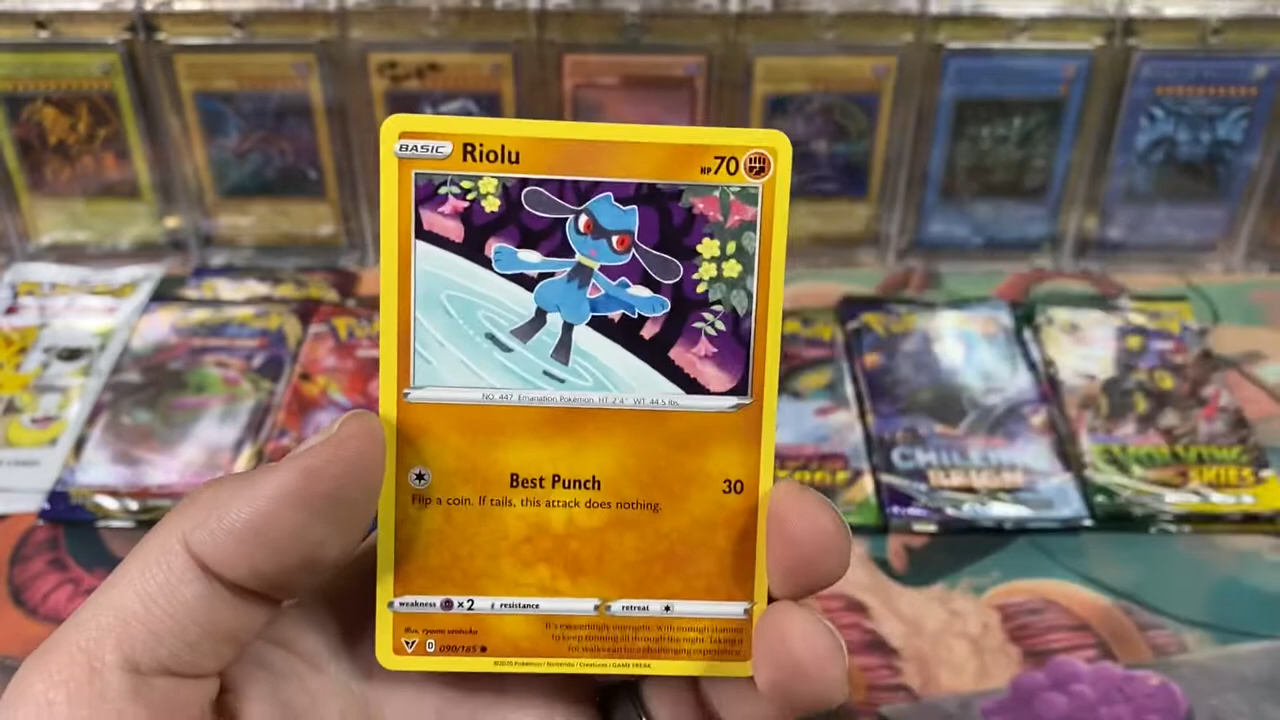 BASIC Riolu HP 70
NO. 447 Emanation Pokémon HT: 2'4" WT: 44.5 lbs.
Best Punch 30
Flip a coin. If tails, this attack does nothing.
weakness ×2 resistance retreat
Illus. ryoma uratsuka
It's exceedingly energetic, with enough stamina
to keep running all through the night. Taking it
for walks can be a challenging experience.
D 090/185
©2020 Pokémon / Nintendo / Creatures / GAME FREAK
CHILLING
REIGN
EVOLVING
SKIES